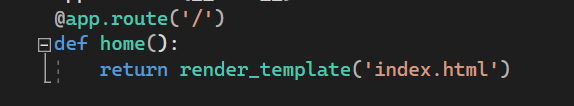 @app.route('/')
def home():
    return render_template('index.html')